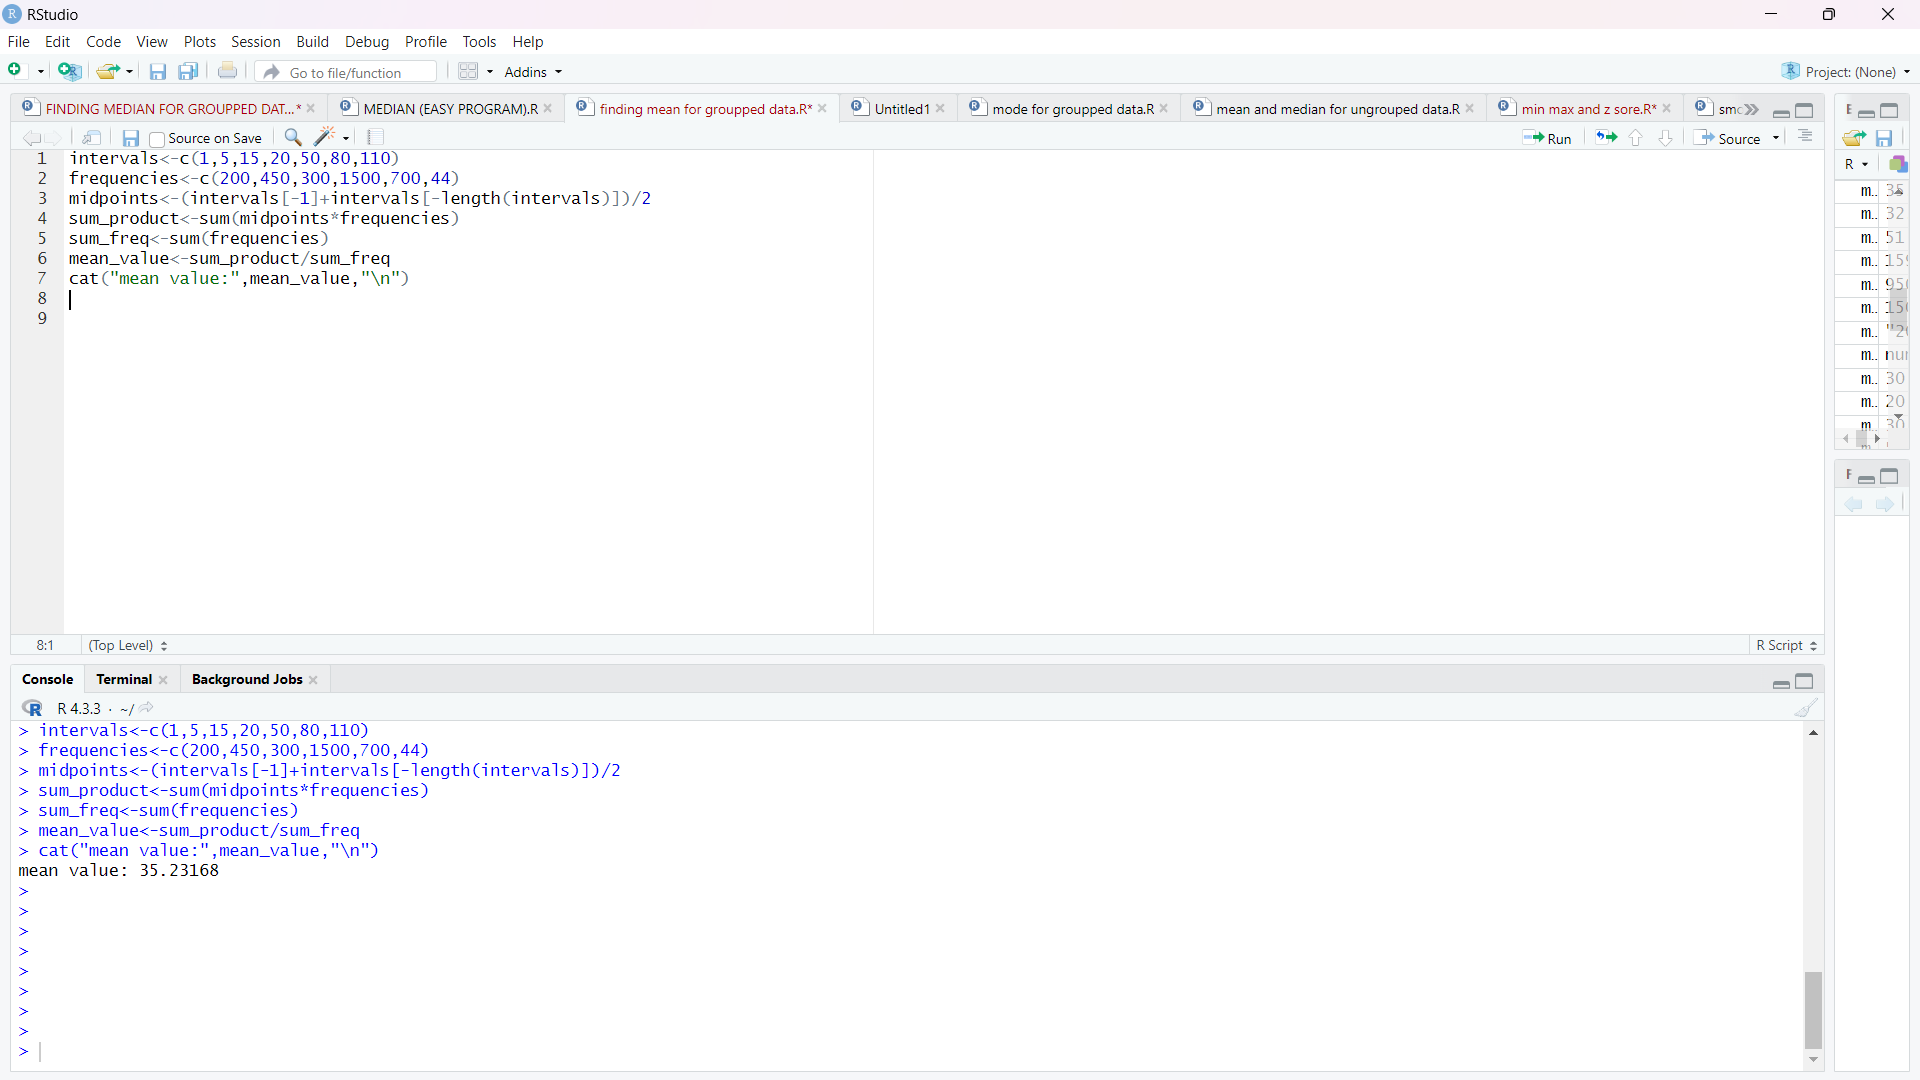 RStudio
File Edit Code View Plots Session Build Debug Profile Tools Help
Go to file/function Addins Project: (None)
FINDING MEDIAN FOR GROUPPED DAT...* MEDIAN (EASY PROGRAM).R finding mean for groupped data.R* Untitled1 mode for groupped data.R mean and median for ungrouped data.R min max and z sore.R*
Source on Save Run Source
1 intervals<-c(1,5,15,20,50,80,110)
2 frequencies<-c(200,450,300,1500,700,44)
3 midpoints<-(intervals[-1]+intervals[-length(intervals)])/2
4 sum_product<-sum(midpoints*frequencies)
5 sum_freq<-sum(frequencies)
6 mean_value<-sum_product/sum_freq
7 cat("mean value:",mean_value,"\n")
8
9
8:1 (Top Level) R Script
R
m.. 35
m.. 32
m.. 51
m..
m..
m..
m..
m..
m.. 30
m.. 20
m.. 30
Console Terminal Background Jobs
R 4.3.3 · ~/
> intervals<-c(1,5,15,20,50,80,110)
> frequencies<-c(200,450,300,1500,700,44)
> midpoints<-(intervals[-1]+intervals[-length(intervals)])/2
> sum_product<-sum(midpoints*frequencies)
> sum_freq<-sum(frequencies)
> mean_value<-sum_product/sum_freq
> cat("mean value:",mean_value,"\n")
mean value: 35.23168
>
>
>
>
>
>
>
>
>